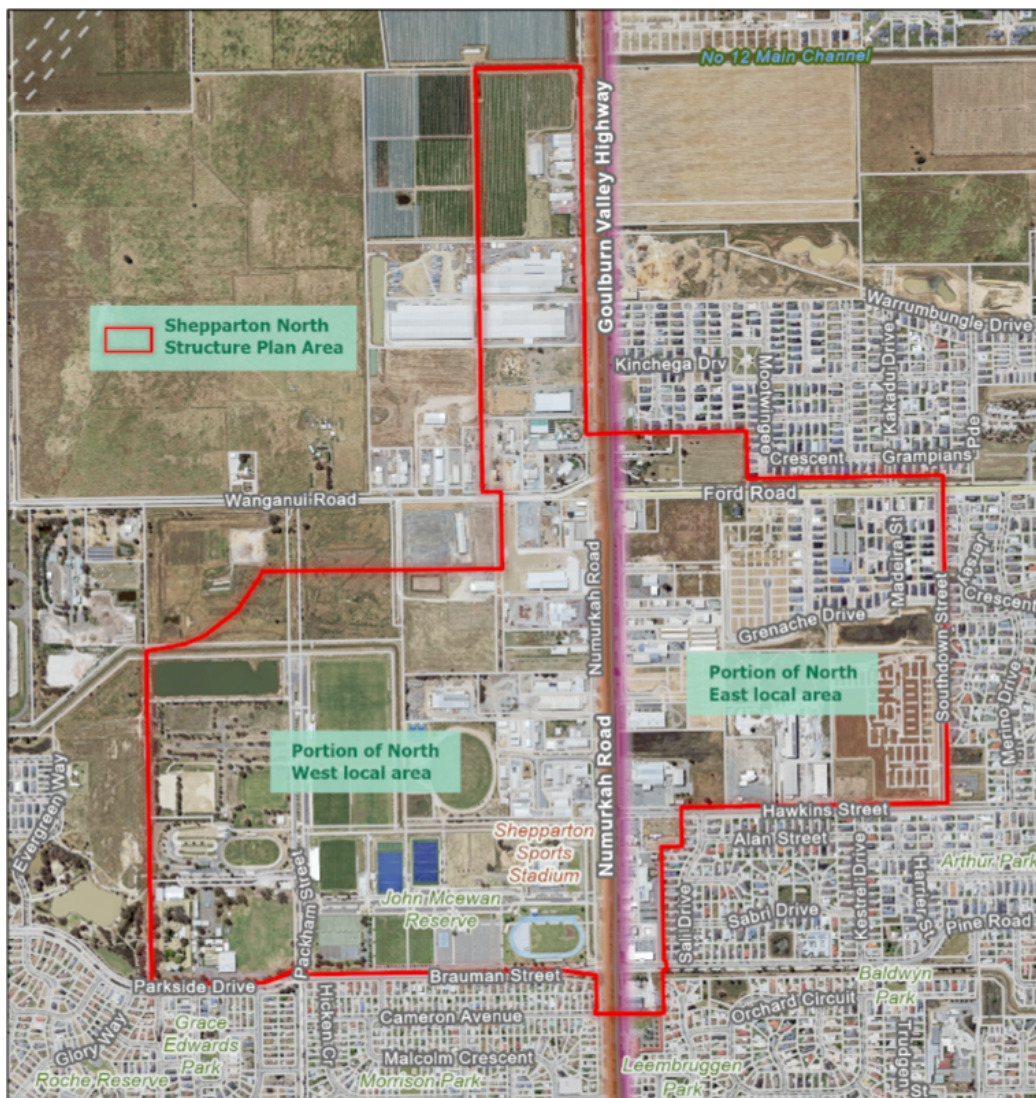 No 12 Main Channel
Goulburn Valley Highway
Warrumbungle Drive
Shepparton North
Structure Plan Area
Kinchega Drv
Mootwingee
Crescent
Kakadu Drive
Grampians
Pde
Wanganui Road
Ford Road
Madeira St
Jersey
Crescent
Numurkah Road
Grenache Drive
Southdown Street
Merino Drive
Portion of North
East local area
Portion of North
West local area
Evergreen Way
Packham Street
Shepparton
Sports
Stadium
Numurkah Road
Hawkins Street
Alan Street
Kestrel Drive
Harrier St
Arthur Park
John Mcewan
Reserve
Sali Drive
Sabri Drive
Pine Road
Parkside Drive
Brauman Street
Baldwyn
Park
Glory Way
Grace
Edwards
Park
Hicken Cr
Cameron Avenue
Orchard Circuit
Trudgen
St
Roche Reserve
Malcolm Crescent
Morrison Park
Leembruggen
Park